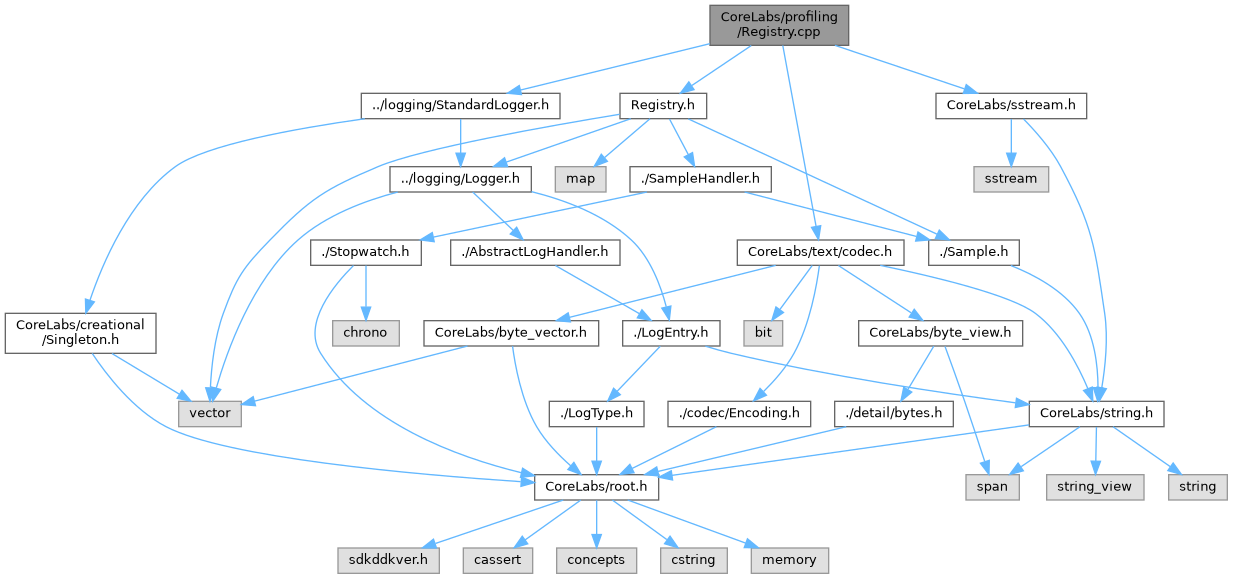 CoreLabs/profiling
/Registry.cpp
../logging/StandardLogger.h
Registry.h
CoreLabs/sstream.h
../logging/Logger.h
map
./SampleHandler.h
sstream
./Stopwatch.h
./AbstractLogHandler.h
CoreLabs/text/codec.h
./Sample.h
CoreLabs/creational
/Singleton.h
chrono
CoreLabs/byte_vector.h
./LogEntry.h
bit
CoreLabs/byte_view.h
vector
./LogType.h
./codec/Encoding.h
./detail/bytes.h
CoreLabs/string.h
CoreLabs/root.h
span
string_view
string
sdkddkver.h
cassert
concepts
cstring
memory